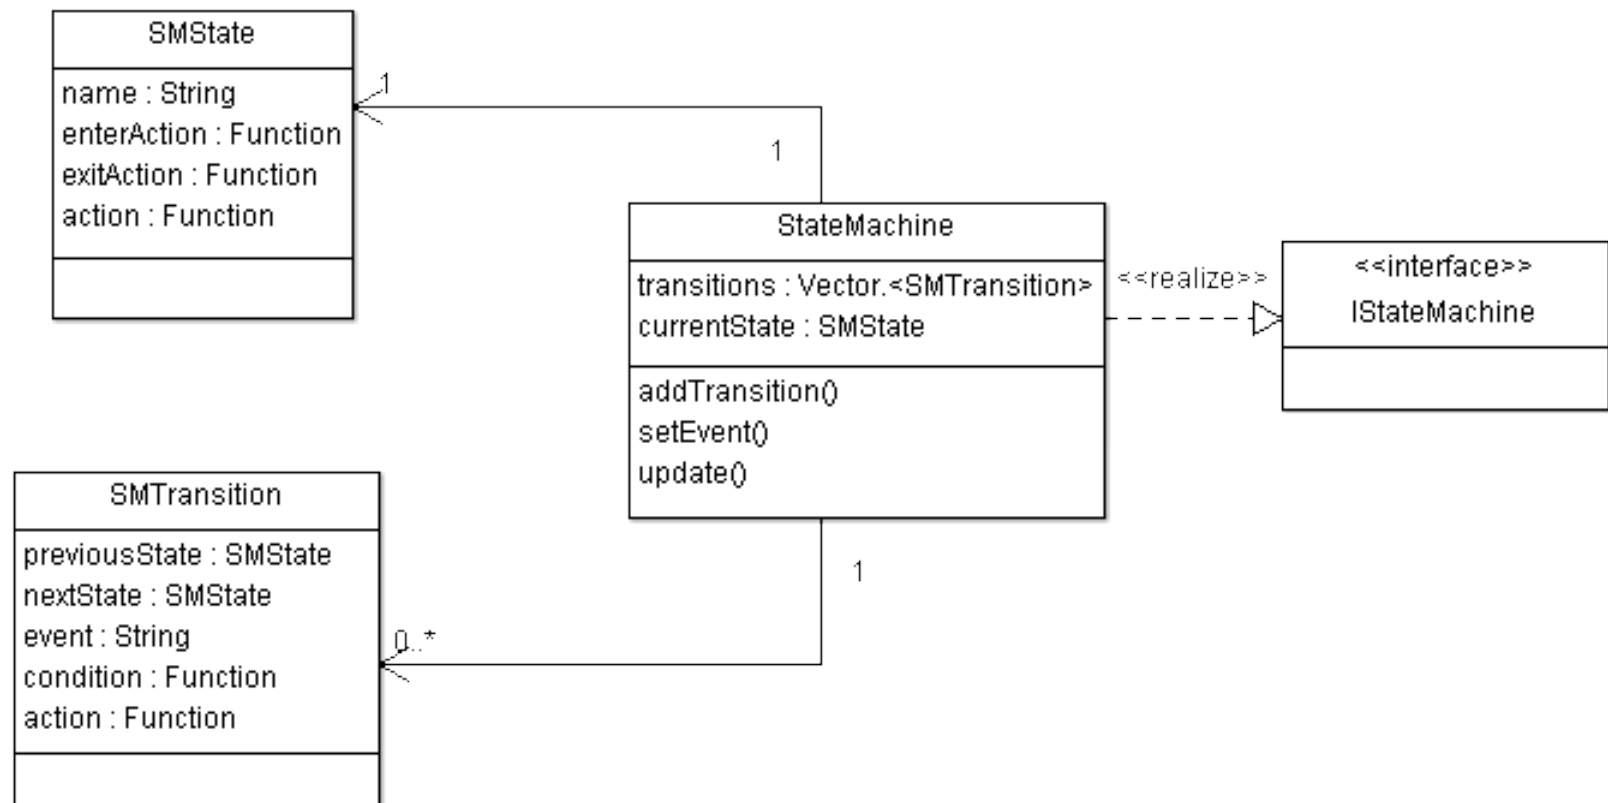 SMState
name : String
enterAction : Function
exitAction : Function
action : Function
1
1
StateMachine
transitions : Vector.<SMTransition>
currentState : SMState
addTransition()
setEvent()
update()
<<realize>>
<<interface>>
IStateMachine
SMTransition
previousState : SMState
nextState : SMState
event : String
condition : Function
action : Function
0..*
1